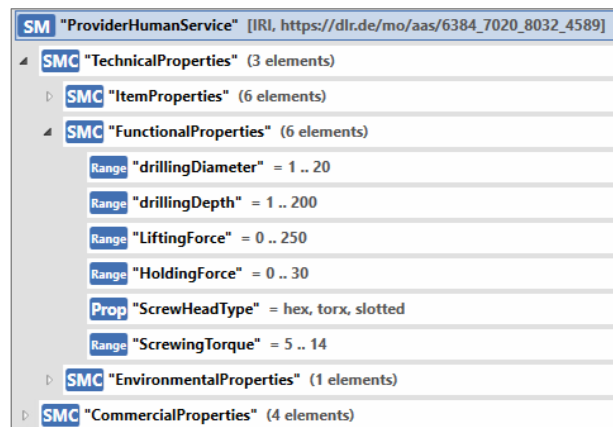 SM "ProviderHumanService" [IRI, https://dlr.de/mo/aas/6384_7020_8032_4589]
SMC "TechnicalProperties" (3 elements)
SMC "ItemProperties" (6 elements)
SMC "FunctionalProperties" (6 elements)
Range "drillingDiameter" = 1 .. 20
Range "drillingDepth" = 1 .. 200
Range "LiftingForce" = 0 .. 250
Range "HoldingForce" = 0 .. 30
Prop "ScrewHeadType" = hex, torx, slotted
Range "ScrewingTorque" = 5 .. 14
SMC "EnvironmentalProperties" (1 elements)
SMC "CommercialProperties" (4 elements)